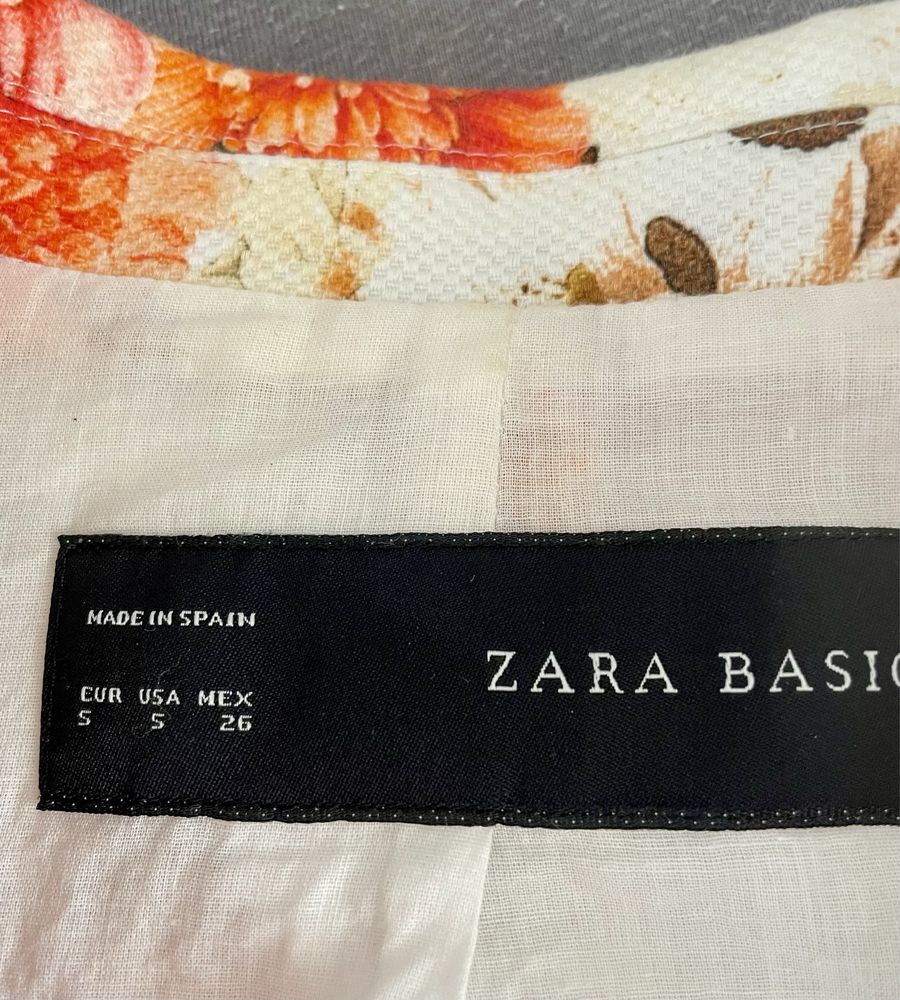 MADE IN SPAIN
ZARA BASIC
EUR USA MEX
S S 26